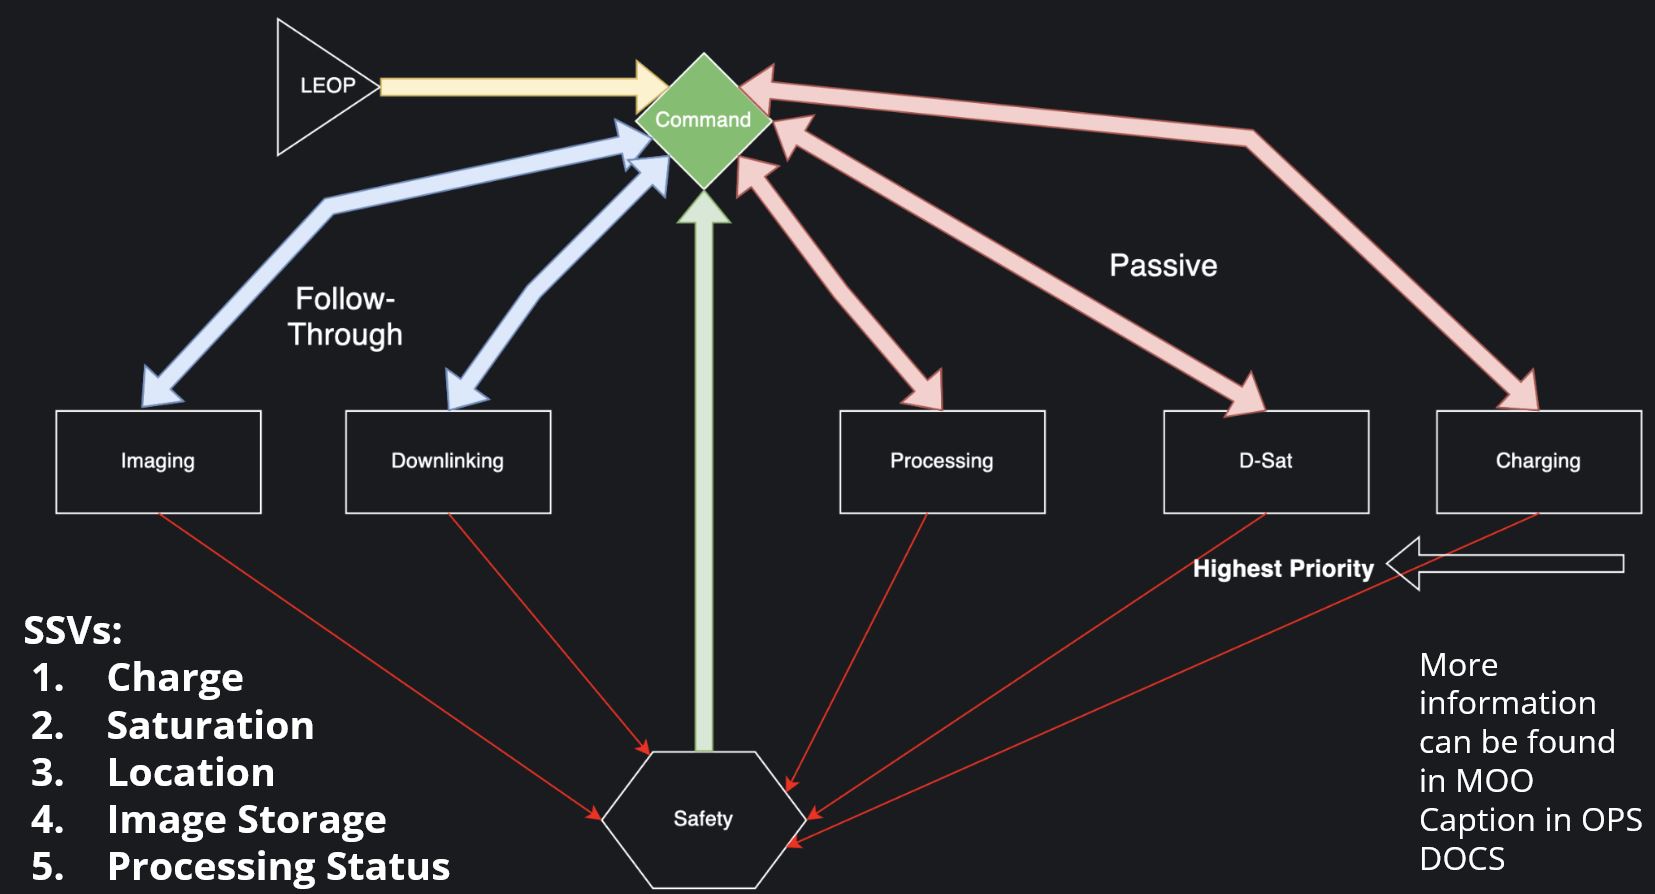 LEOP
Command
Follow-
Through
Passive
Imaging
Downlinking
Processing
D-Sat
Charging
Highest Priority
SSVs:
1. Charge
2. Saturation
3. Location
4. Image Storage
5. Processing Status
Safety
More
information
can be found
in MOO
Caption in OPS
DOCS